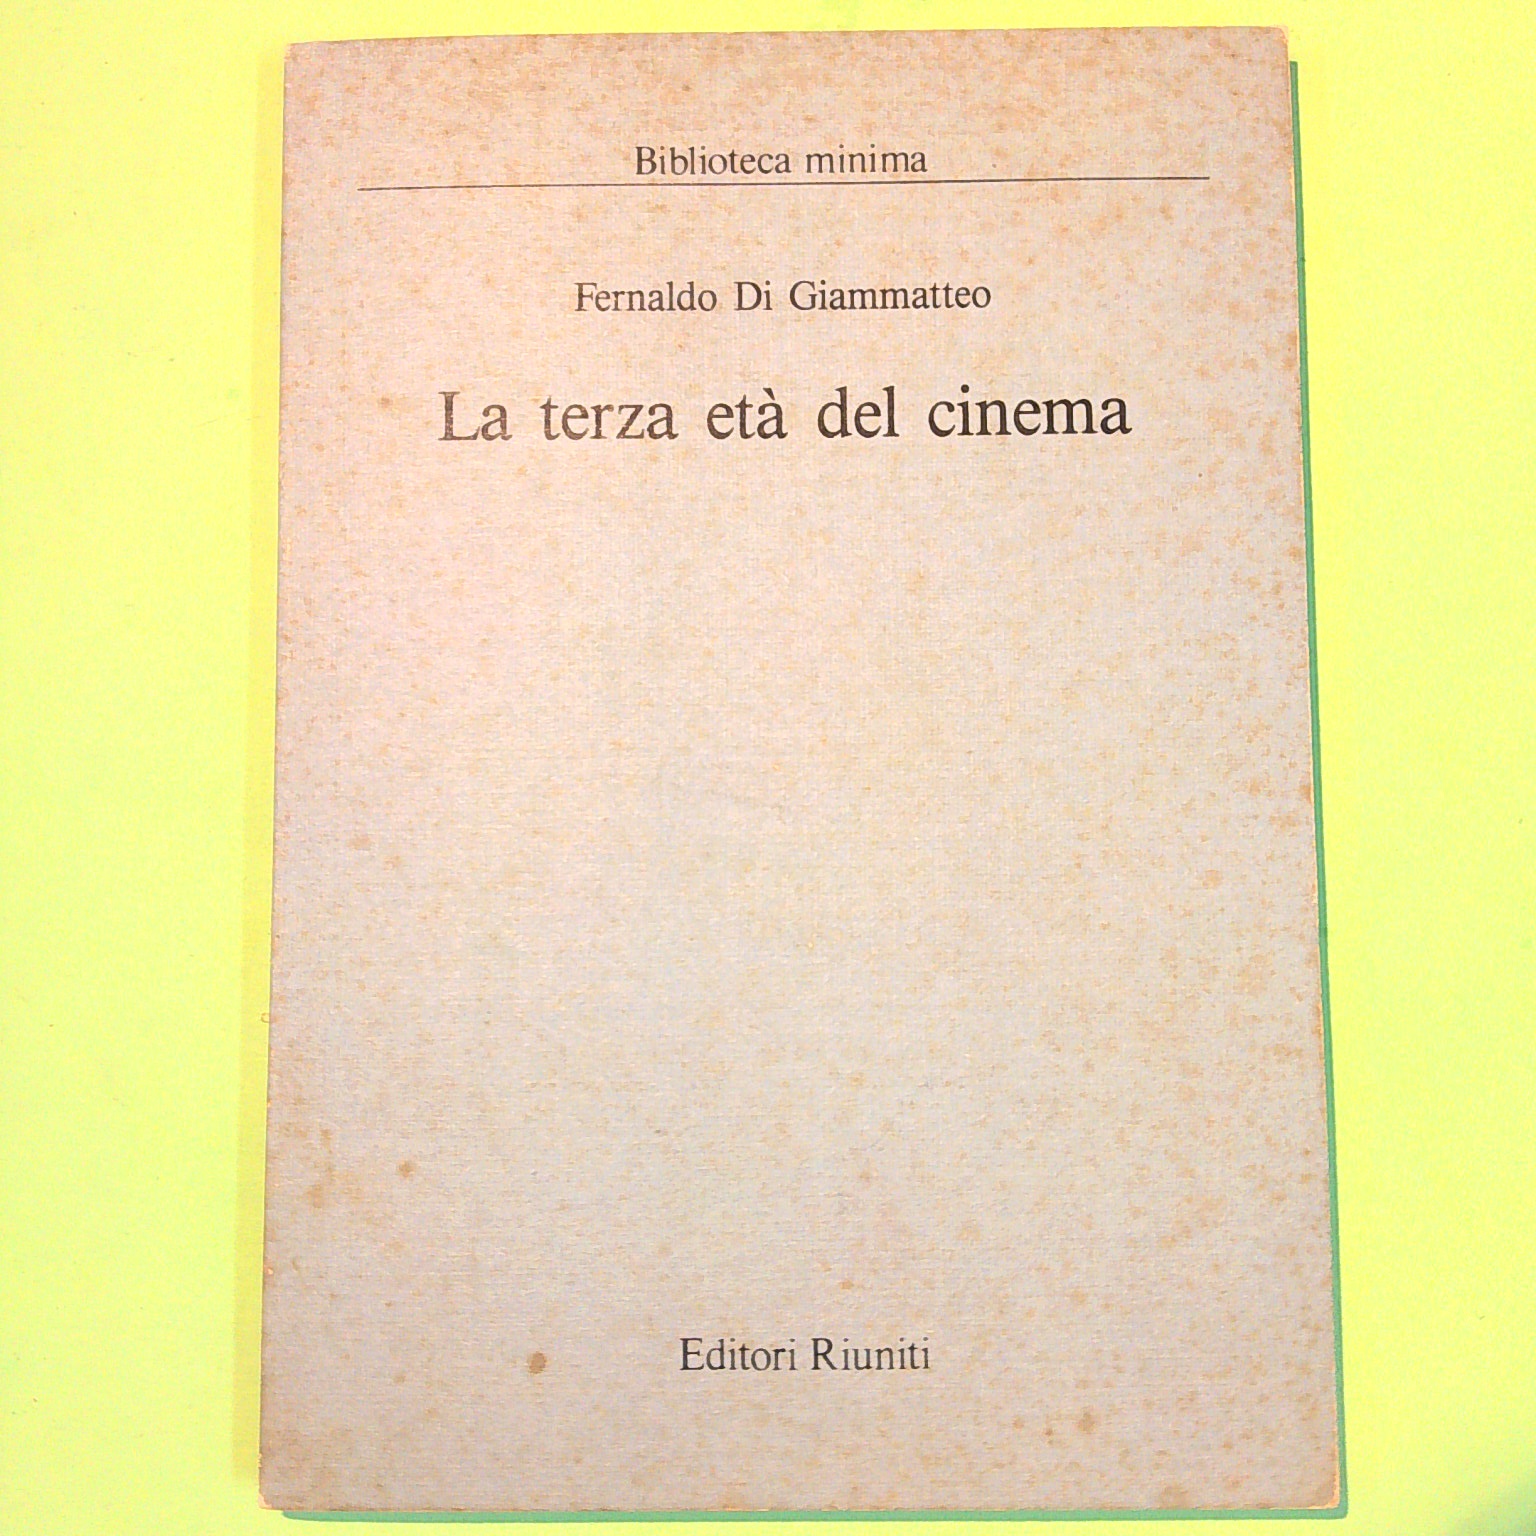 Biblioteca minima
Fernaldo Di Giammatteo
La terza età del cinema
Editori Riuniti